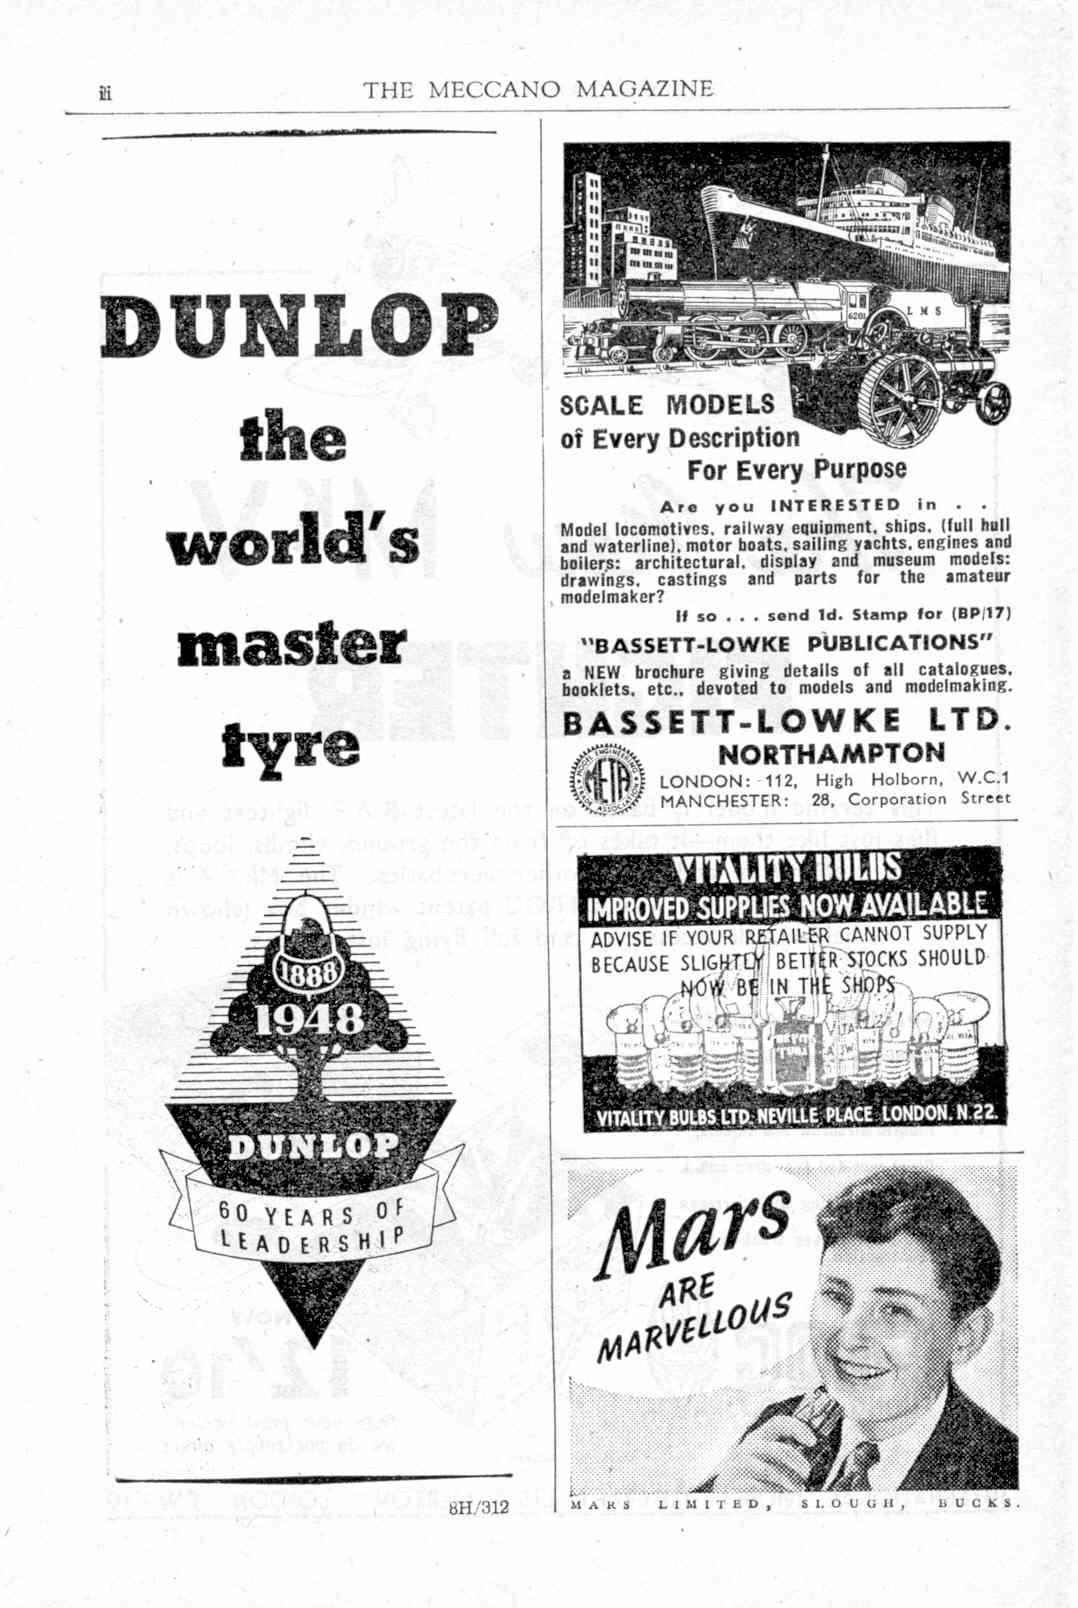 iii
THE MECCANO MAGAZINE
DUNLOP
the
world's
master
tyre
1888
1948
DUNLOP
60 YEARS OF
LEADERSHIP
8H/312
6201
L M S
SCALE MODELS
of Every Description
For Every Purpose
Are you INTERESTED in . .
Model locomotives, railway equipment, ships, (full hull
and waterline), motor boats, sailing yachts, engines and
boilers: architectural, display and museum models:
drawings, castings and parts for the amateur
modelmaker?
If so . . . send 1d. Stamp for (BP/17)
"BASSETT-LOWKE PUBLICATIONS"
a NEW brochure giving details of all catalogues,
booklets, etc., devoted to models and modelmaking.
BASSETT-LOWKE LTD.
NORTHAMPTON
META
MODEL ENGINEERING TRADE ASSOCIATION
LONDON: 112, High Holborn, W.C.1
MANCHESTER: 28, Corporation Street
VITALITY BULBS
IMPROVED SUPPLIES NOW AVAILABLE
ADVISE IF YOUR RETAILER CANNOT SUPPLY
BECAUSE SLIGHTLY BETTER STOCKS SHOULD
NOW BE IN THE SHOPS
VITALITY BULBS LTD. NEVILLE PLACE LONDON. N.22.
Mars
ARE
MARVELLOUS
MARS LIMITED, SLOUGH, BUCKS.